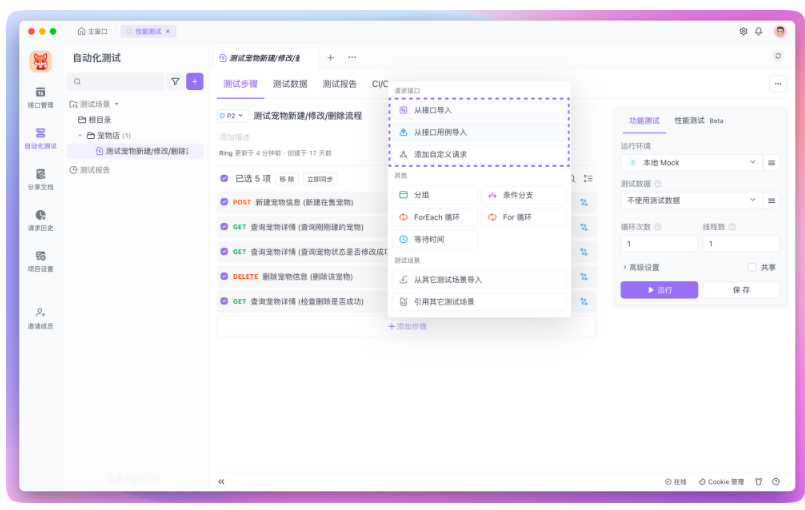 主窗口
性能测试 ×
自动化测试
接口管理
自动化测试
分享文档
请求历史
项目设置
邀请成员
测试场景
根目录
宠物店 (1)
测试宠物新建/修改/删除
测试报告
测试宠物新建/修改/
测试步骤 测试数据 测试报告 CI/C
P2 测试宠物新建/修改/删除流程
添加描述
Ring 更新于 4 分钟前 · 创建于 17 天前
已选 5 项 移 除 立即同步
POST 新建宠物信息 (新建在售宠物)
GET 查询宠物详情 (查询刚刚建的宠物)
GET 查询宠物详情 (查询宠物状态是否修改成
DELETE 删除宠物信息 (删除该宠物)
GET 查询宠物详情 (检查删除是否成功)
+ 添加步骤
请求接口
从接口导入
从接口用例导入
添加自定义请求
其他
分组 条件分支
ForEach 循环 For 循环
等待时间
测试场景
从其它测试场景导入
引用其它测试场景
功能测试 性能测试 Beta
运行环境
本地 Mock
测试数据
不使用测试数据
循环次数 线程数
1 1
高级设置 共享
运行 保 存
Apifox
在线 Cookie 管理